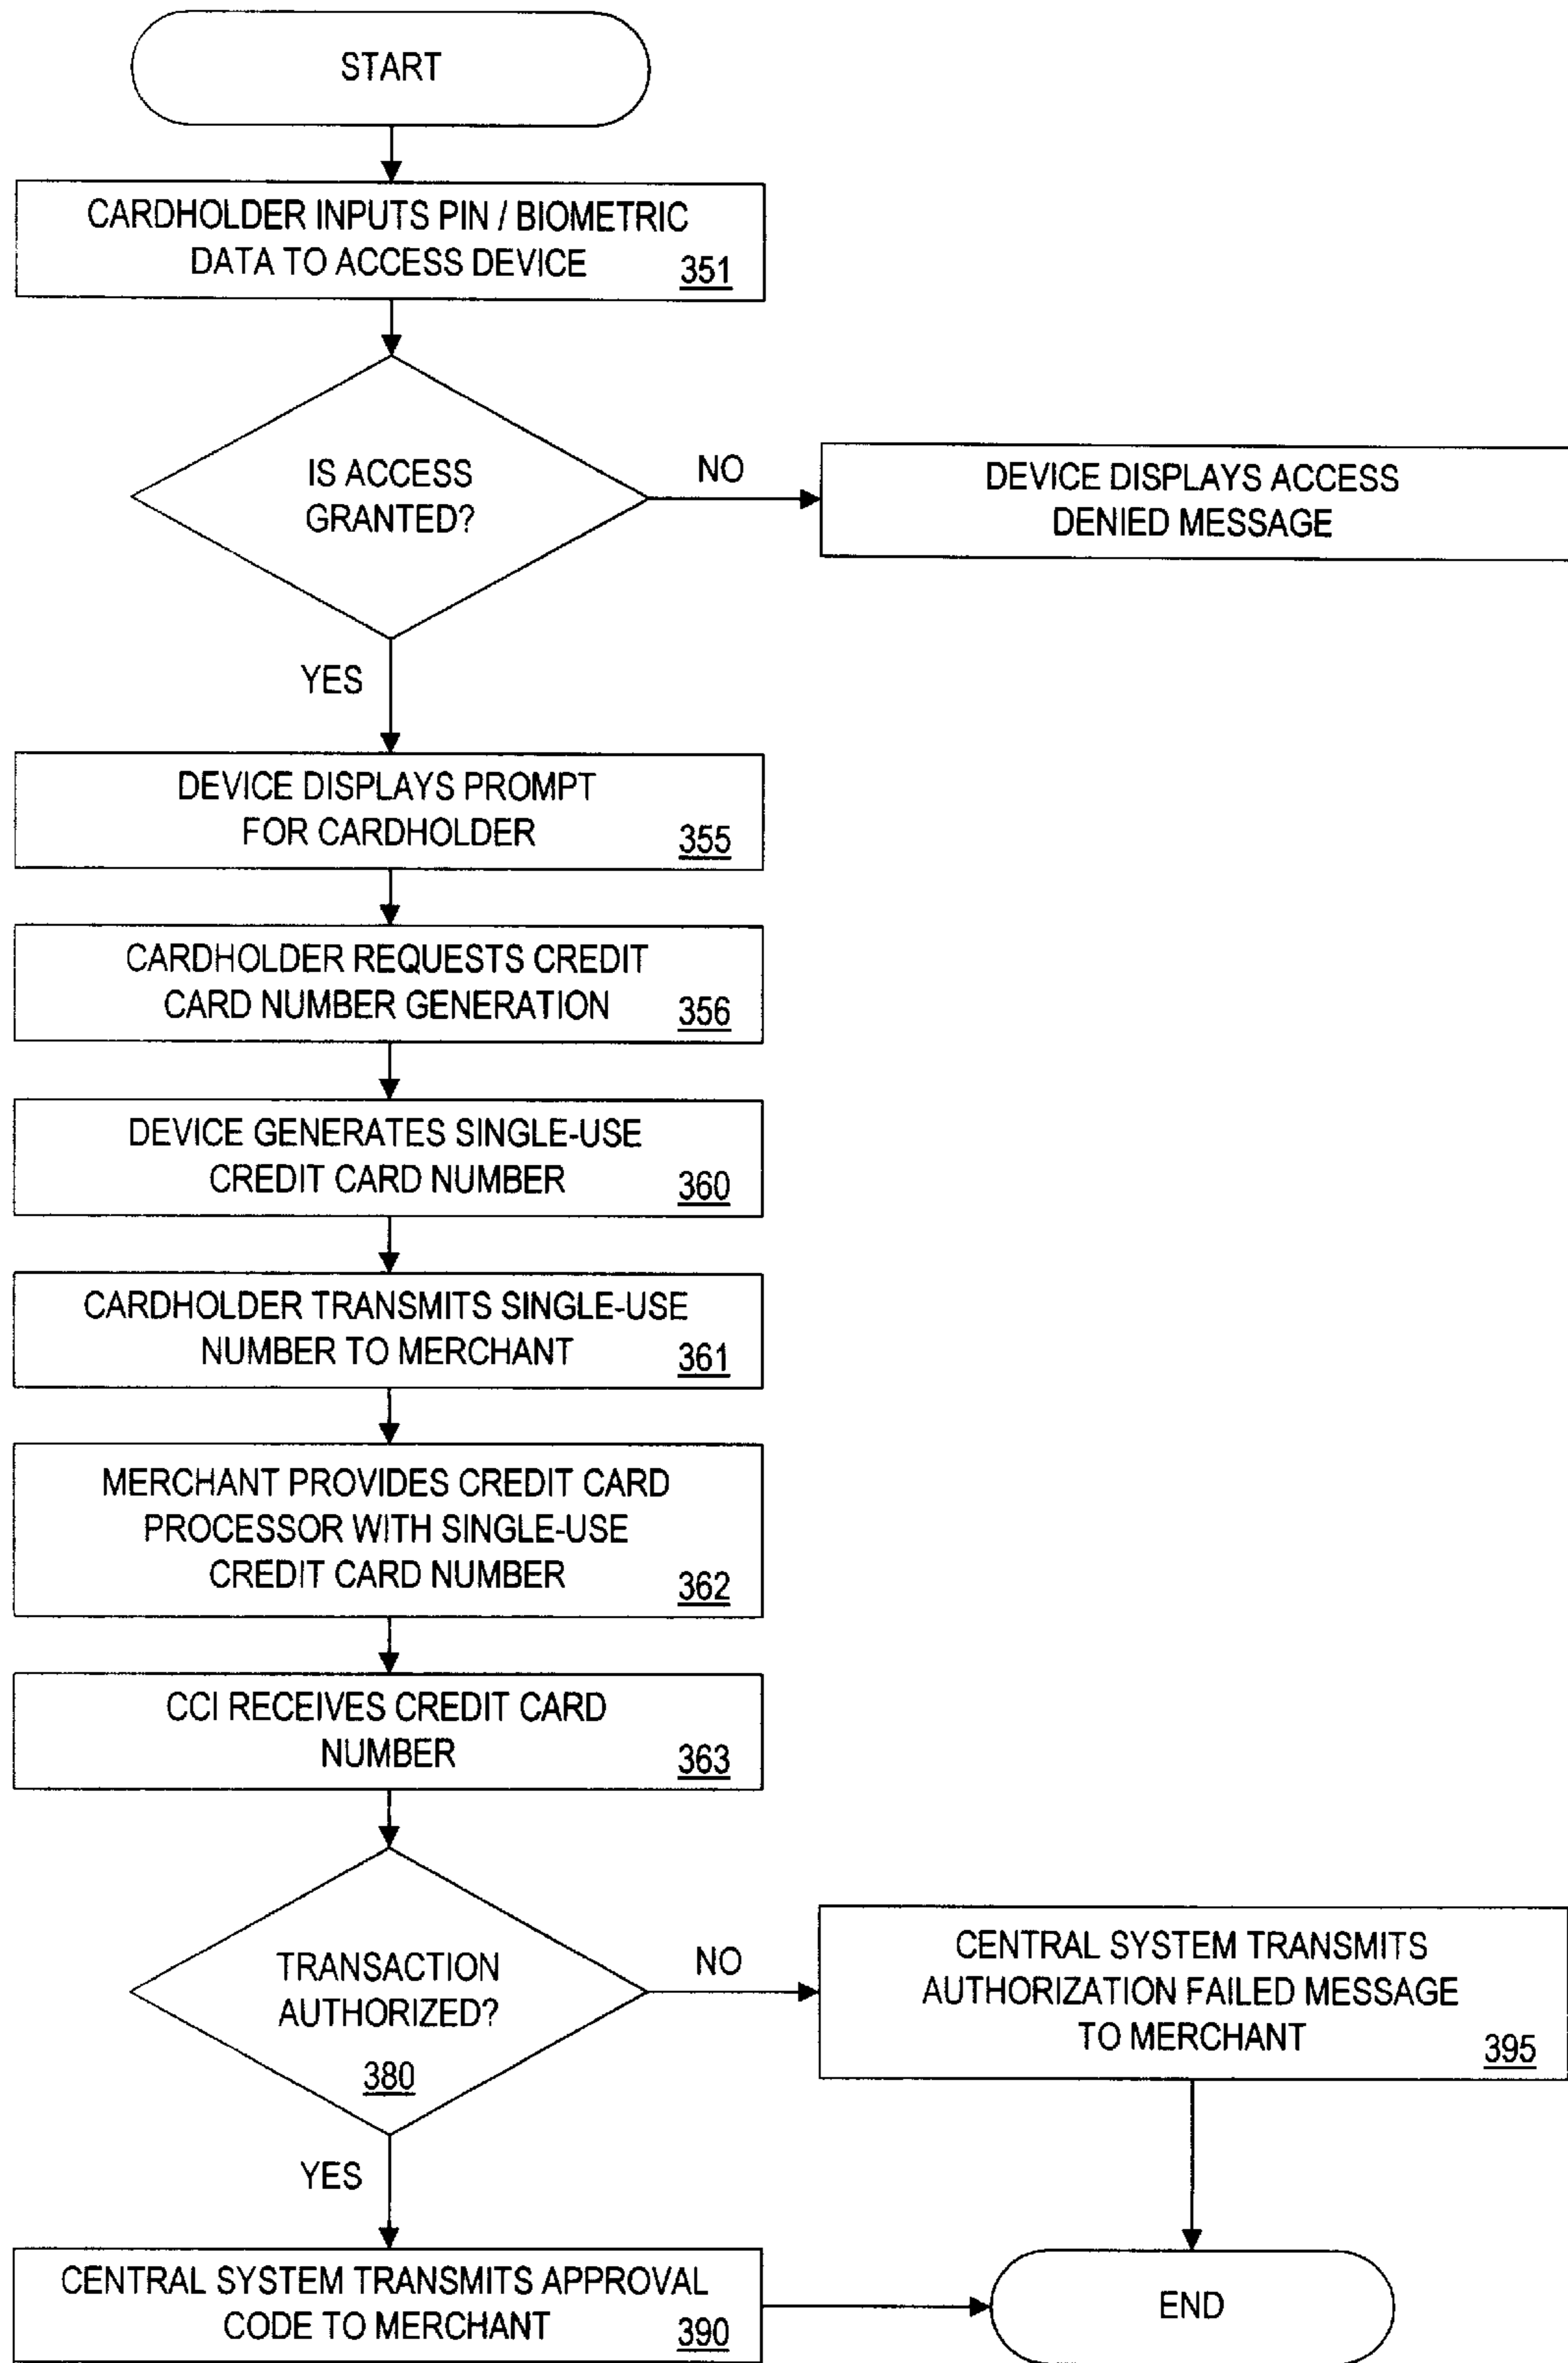 START
CARDHOLDER INPUTS PIN / BIOMETRIC
DATA TO ACCESS DEVICE 351
IS ACCESS
GRANTED?
NO
DEVICE DISPLAYS ACCESS
DENIED MESSAGE
YES
DEVICE DISPLAYS PROMPT
FOR CARDHOLDER 355
CARDHOLDER REQUESTS CREDIT
CARD NUMBER GENERATION 356
DEVICE GENERATES SINGLE-USE
CREDIT CARD NUMBER 360
CARDHOLDER TRANSMITS SINGLE-USE
NUMBER TO MERCHANT 361
MERCHANT PROVIDES CREDIT CARD
PROCESSOR WITH SINGLE-USE
CREDIT CARD NUMBER 362
CCI RECEIVES CREDIT CARD
NUMBER 363
TRANSACTION
AUTHORIZED?
380
NO
CENTRAL SYSTEM TRANSMITS
AUTHORIZATION FAILED MESSAGE
TO MERCHANT 395
YES
CENTRAL SYSTEM TRANSMITS APPROVAL
CODE TO MERCHANT 390
END